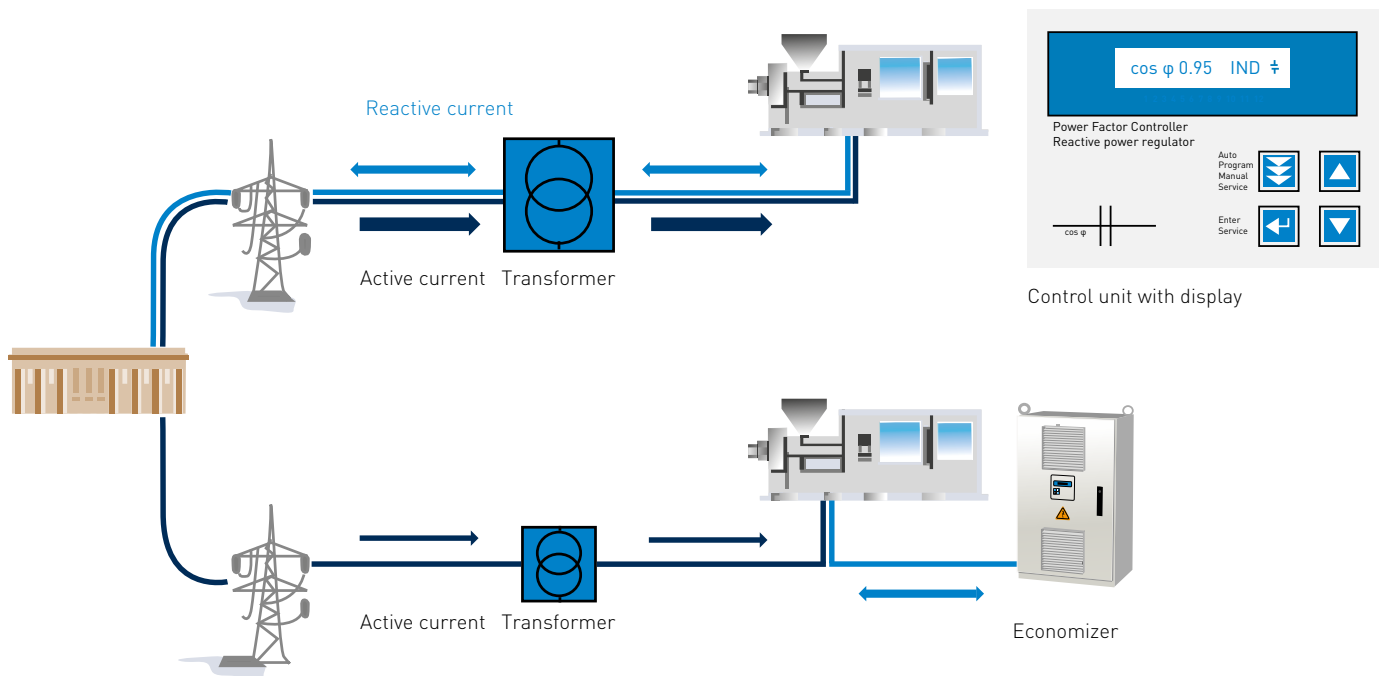 Reactive current
Active current
Transformer
cos φ 0.95 IND
Power Factor Controller
Reactive power regulator
Auto
Program
Manual
Service
Enter
Service
cos φ
Control unit with display
Active current
Transformer
Economizer